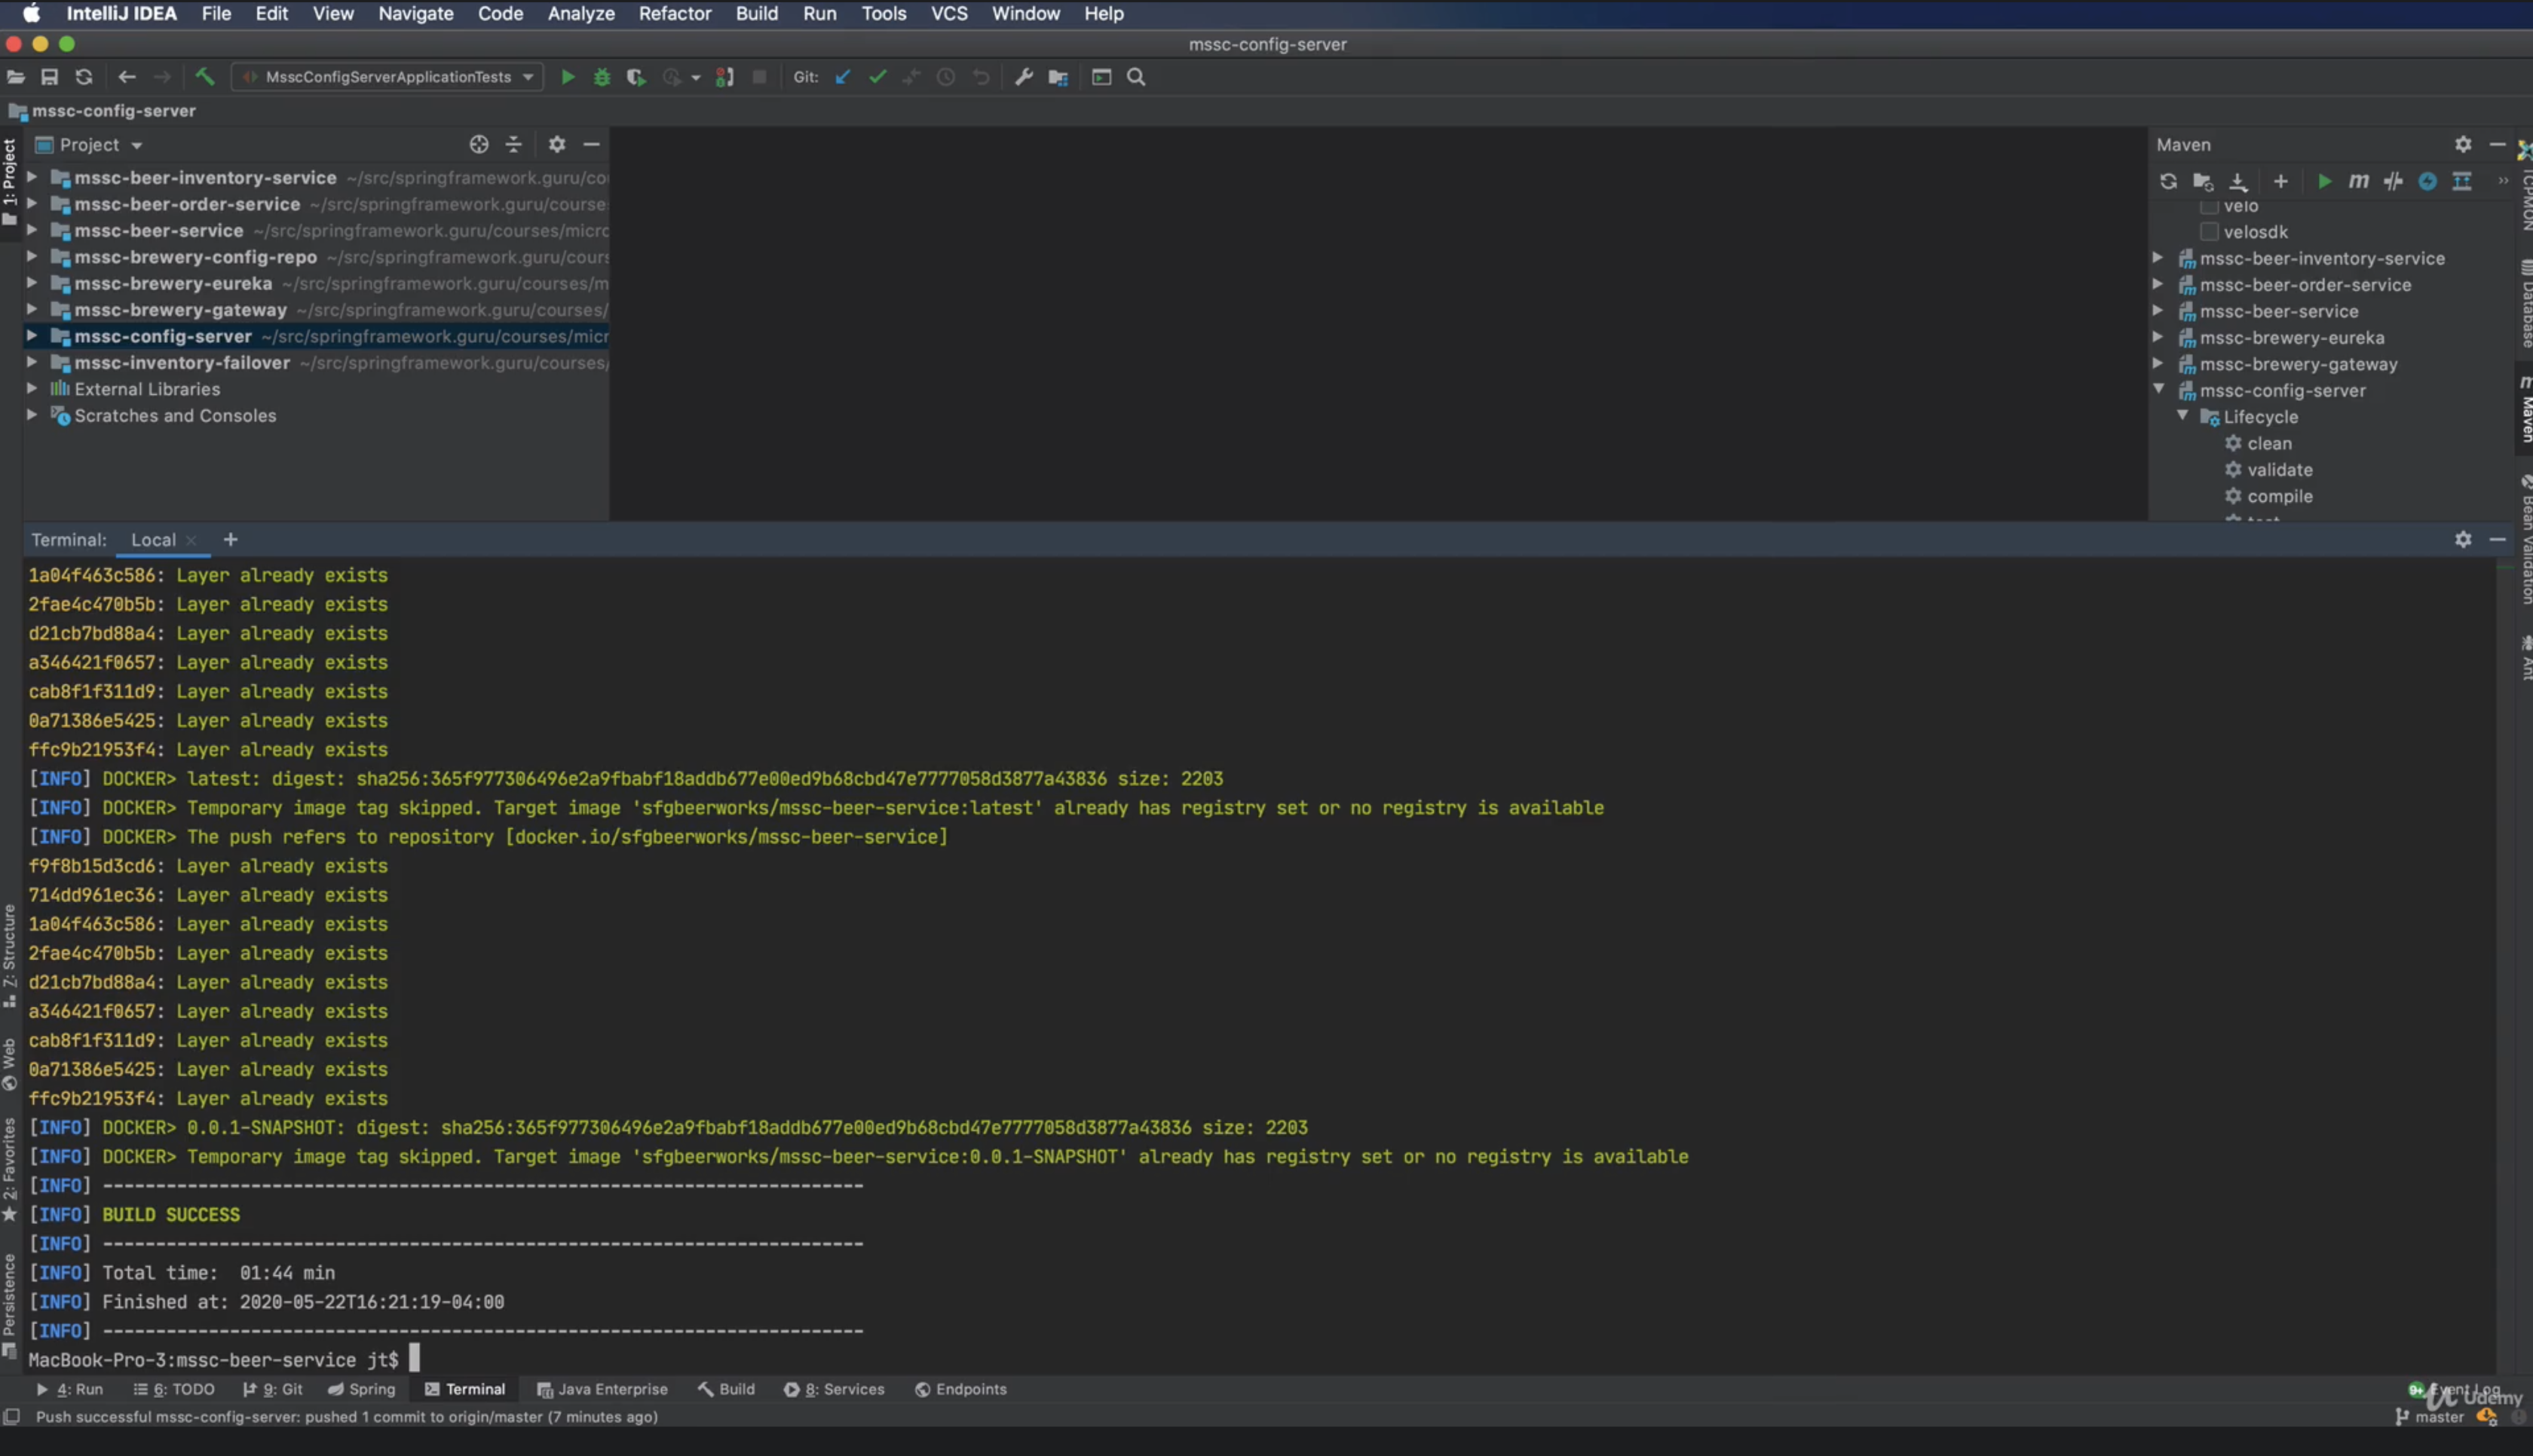 IntelliJ IDEA File Edit View Navigate Code Analyze Refactor Build Run Tools VCS Window Help
mssc-config-server
MsscConfigServerApplicationTests Git:
mssc-config-server
1: Project
Project
mssc-beer-inventory-service ~/src/springframework.guru/co
mssc-beer-order-service ~/src/springframework.guru/course
mssc-beer-service ~/src/springframework.guru/courses/micro
mssc-brewery-config-repo ~/src/springframework.guru/cours
mssc-brewery-eureka ~/src/springframework.guru/courses/m
mssc-brewery-gateway ~/src/springframework.guru/courses/
mssc-config-server ~/src/springframework.guru/courses/micr
mssc-inventory-failover ~/src/springframework.guru/courses/
External Libraries
Scratches and Consoles
Maven
velo
velosdk
mssc-beer-inventory-service
mssc-beer-order-service
mssc-beer-service
mssc-brewery-eureka
mssc-brewery-gateway
mssc-config-server
Lifecycle
clean
validate
compile
test
TCPMON
Database
Maven
Bean Validation
Ant
Terminal: Local
1a04f463c586: Layer already exists
2fae4c470b5b: Layer already exists
d21cb7bd88a4: Layer already exists
a346421f0657: Layer already exists
cab8f1f311d9: Layer already exists
0a71386e5425: Layer already exists
ffc9b21953f4: Layer already exists
[INFO] DOCKER> latest: digest: sha256:365f977306496e2a9fbabf18addb677e00ed9b68cbd47e7777058d3877a43836 size: 2203
[INFO] DOCKER> Temporary image tag skipped. Target image 'sfgbeerworks/mssc-beer-service:latest' already has registry set or no registry is available
[INFO] DOCKER> The push refers to repository [docker.io/sfgbeerworks/mssc-beer-service]
f9f8b15d3cd6: Layer already exists
714dd961ec36: Layer already exists
1a04f463c586: Layer already exists
2fae4c470b5b: Layer already exists
d21cb7bd88a4: Layer already exists
a346421f0657: Layer already exists
cab8f1f311d9: Layer already exists
0a71386e5425: Layer already exists
ffc9b21953f4: Layer already exists
[INFO] DOCKER> 0.0.1-SNAPSHOT: digest: sha256:365f977306496e2a9fbabf18addb677e00ed9b68cbd47e7777058d3877a43836 size: 2203
[INFO] DOCKER> Temporary image tag skipped. Target image 'sfgbeerworks/mssc-beer-service:0.0.1-SNAPSHOT' already has registry set or no registry is available
[INFO] ------------------------------------------------------------------------
[INFO] BUILD SUCCESS
[INFO] ------------------------------------------------------------------------
[INFO] Total time:  01:44 min
[INFO] Finished at: 2020-05-22T16:21:19-04:00
[INFO] ------------------------------------------------------------------------
MacBook-Pro-3:mssc-beer-service jt$
Z: Structure
Web
2: Favorites
Persistence
4: Run 6: TODO 9: Git Spring Terminal Java Enterprise Build 8: Services Endpoints
9+ Event Log
Udemy
Push successful mssc-config-server: pushed 1 commit to origin/master (7 minutes ago)
master